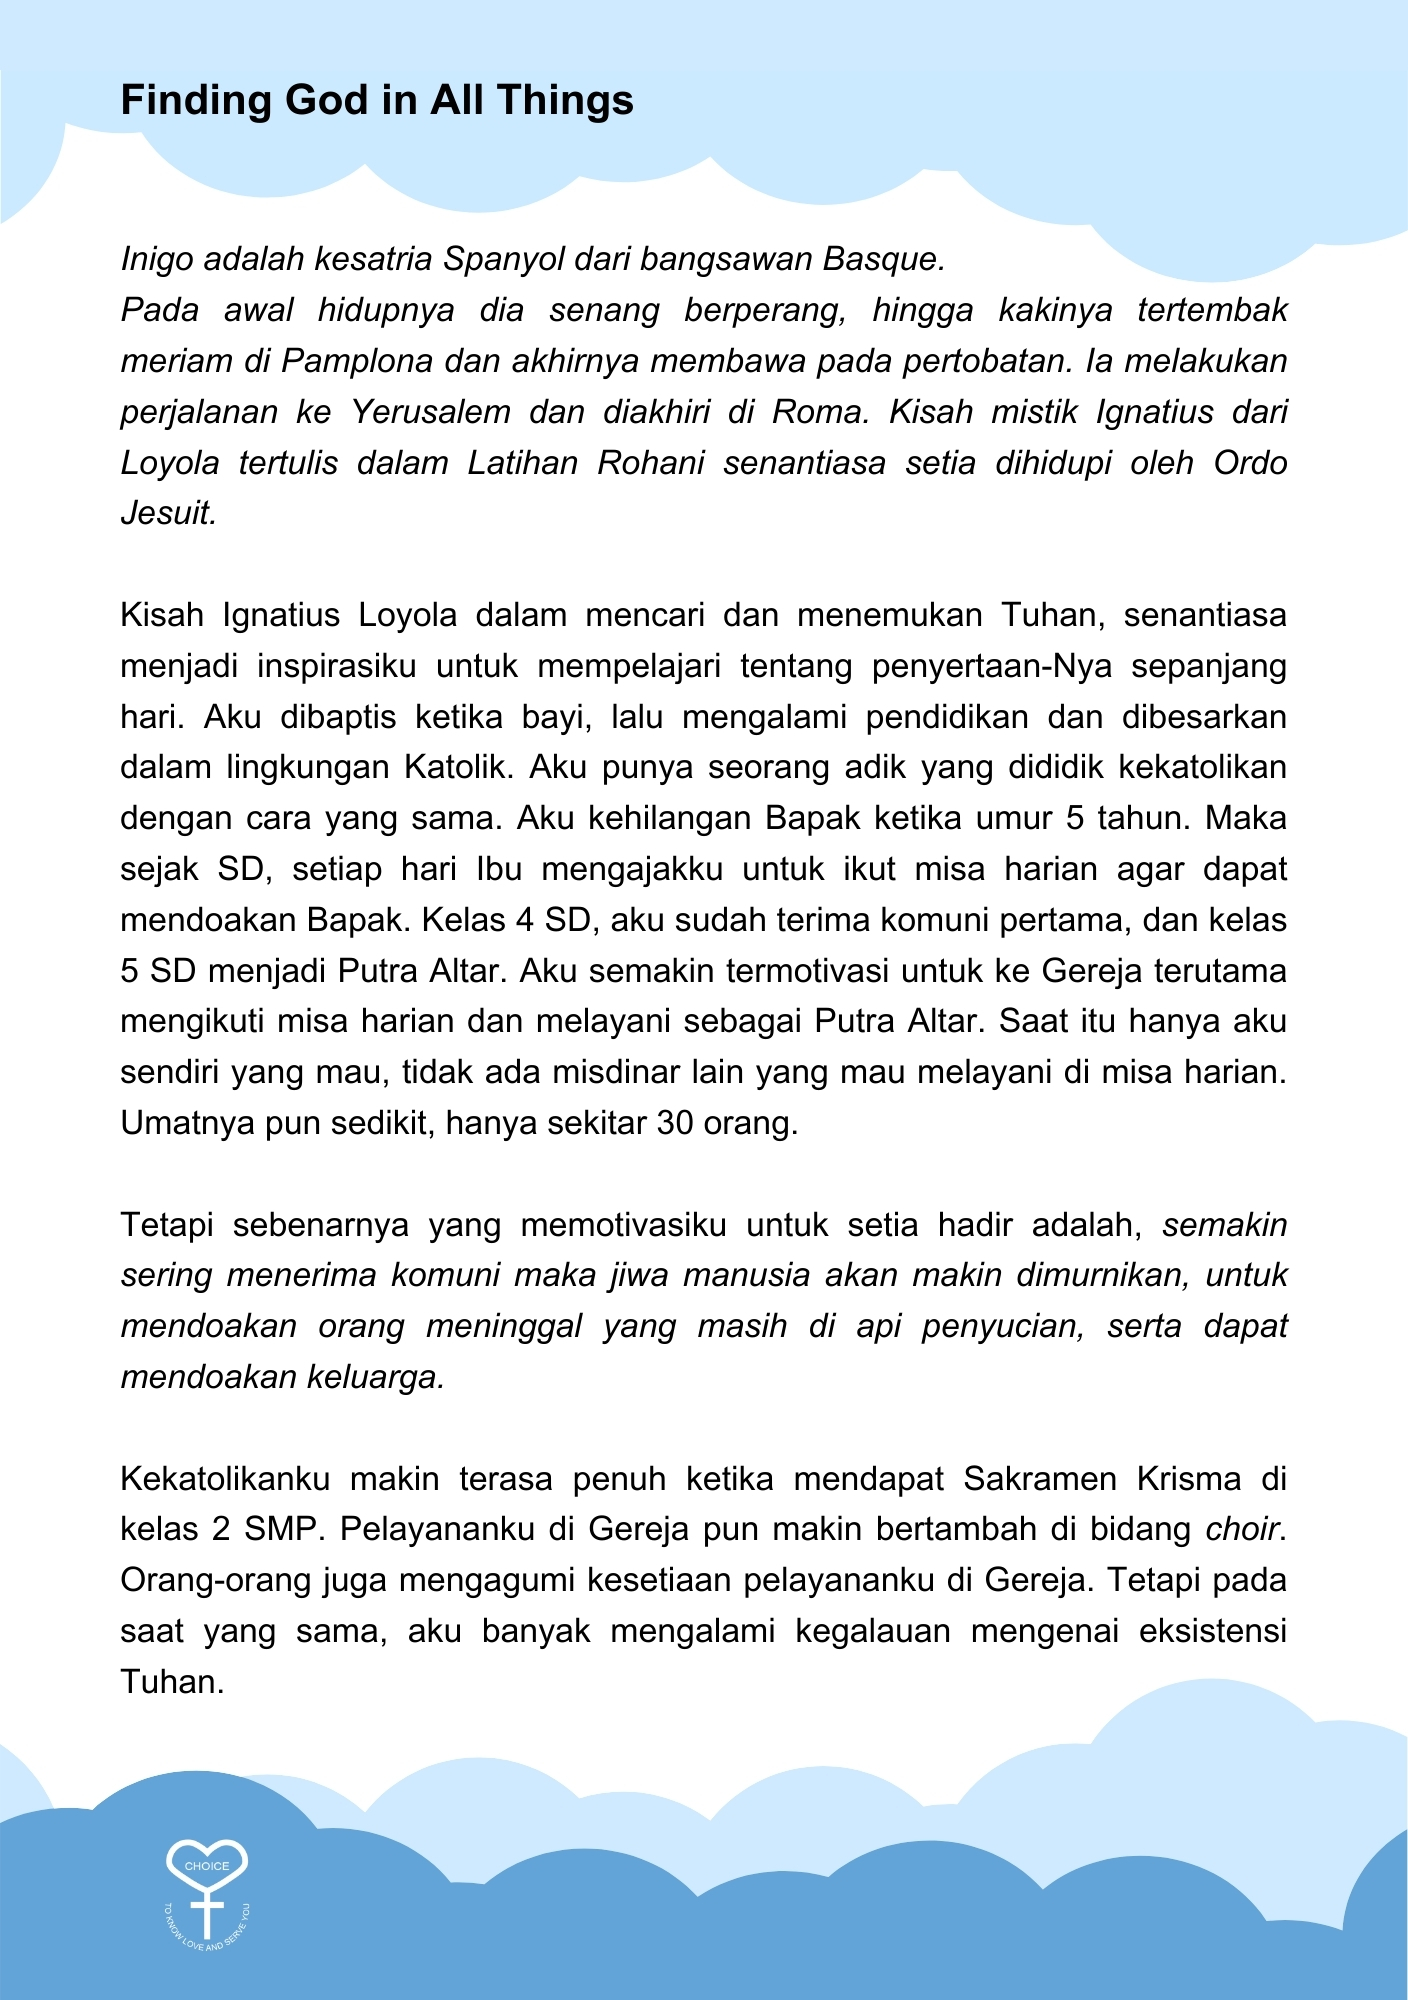 Finding God in All Things
Inigo adalah kesatria Spanyol dari bangsawan Basque.
Pada awal hidupnya dia senang berperang, hingga kakinya tertembak
meriam di Pamplona dan akhirnya membawa pada pertobatan. Ia melakukan
perjalanan ke Yerusalem dan diakhiri di Roma. Kisah mistik Ignatius dari
Loyola tertulis dalam Latihan Rohani senantiasa setia dihidupi oleh Ordo
Jesuit.
Kisah Ignatius Loyola dalam mencari dan menemukan Tuhan, senantiasa
menjadi inspirasiku untuk mempelajari tentang penyertaan-Nya sepanjang
hari. Aku dibaptis ketika bayi, lalu mengalami pendidikan dan dibesarkan
dalam lingkungan Katolik. Aku punya seorang adik yang dididik kekatolikan
dengan cara yang sama. Aku kehilangan Bapak ketika umur 5 tahun. Maka
sejak SD, setiap hari Ibu mengajakku untuk ikut misa harian agar dapat
mendoakan Bapak. Kelas 4 SD, aku sudah terima komuni pertama, dan kelas
5 SD menjadi Putra Altar. Aku semakin termotivasi untuk ke Gereja terutama
mengikuti misa harian dan melayani sebagai Putra Altar. Saat itu hanya aku
sendiri yang mau, tidak ada misdinar lain yang mau melayani di misa harian.
Umatnya pun sedikit, hanya sekitar 30 orang.
Tetapi sebenarnya yang memotivasiku untuk setia hadir adalah, semakin
sering menerima komuni maka jiwa manusia akan makin dimurnikan, untuk
mendoakan orang meninggal yang masih di api penyucian, serta dapat
mendoakan keluarga.
Kekatolikanku makin terasa penuh ketika mendapat Sakramen Krisma di
kelas 2 SMP. Pelayananku di Gereja pun makin bertambah di bidang choir.
Orang-orang juga mengagumi kesetiaan pelayananku di Gereja. Tetapi pada
saat yang sama, aku banyak mengalami kegalauan mengenai eksistensi
Tuhan.
CHOICE
TO KNOW LOVE AND SERVE YOU